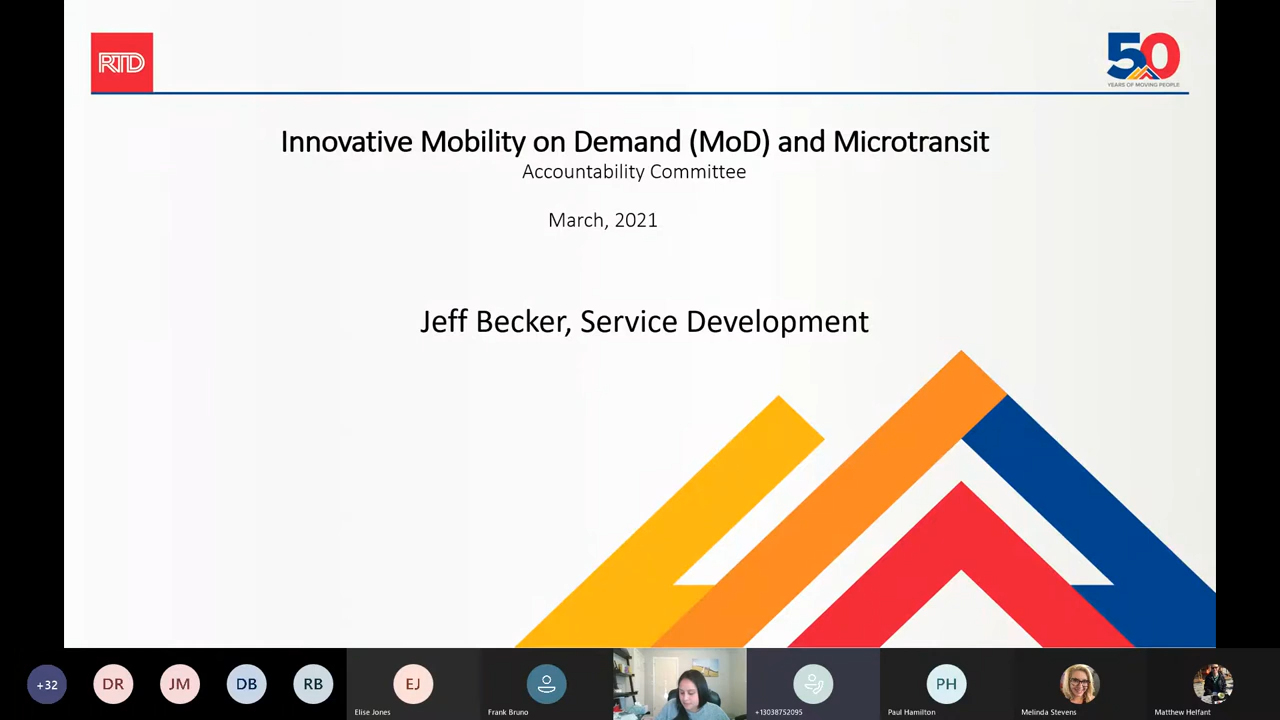 RTD
50
YEARS OF MOVING PEOPLE
Innovative Mobility on Demand (MoD) and Microtransit
Accountability Committee
March, 2021
Jeff Becker, Service Development
+32
DR
JM
DB
RB
EJ
PH
Elise Jones
Frank Bruno
+13038752095
Paul Hamilton
Melinda Stevens
Matthew Helfant